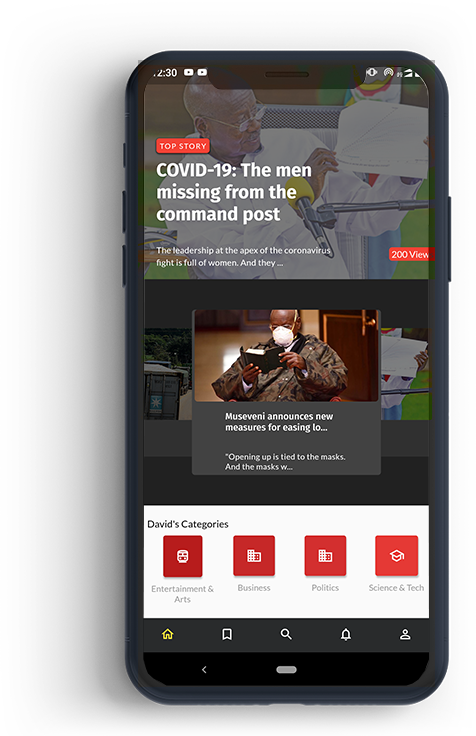 2:30
TOP STORY
COVID-19: The men
missing from the
command post
The leadership at the apex of the coronavirus
fight is full of women. And they ...
200 View
Museveni announces new
measures for easing lo...
"Opening up is tied to the masks.
And the masks w...
David's Categories
Entertainment &
Arts
Business
Politics
Science & Tech